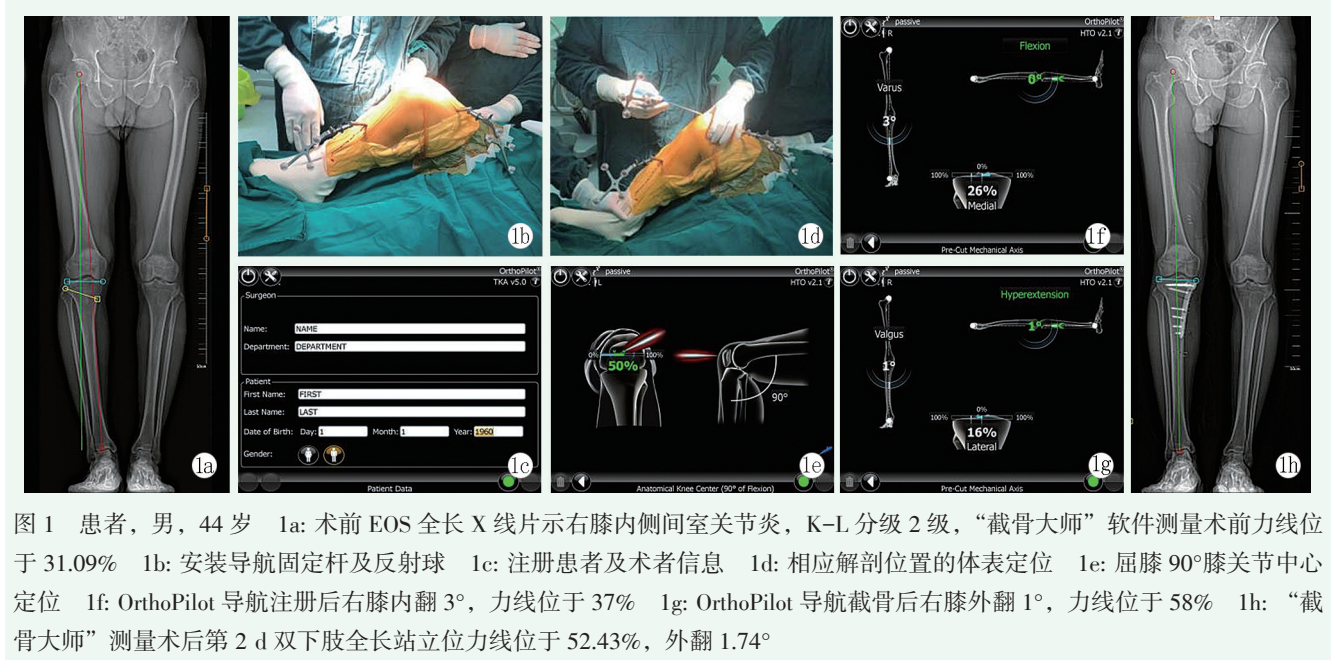 1a
1b
1d
passive
OrthoPilot
HTO v2.1
R
Flexion
Varus
0°
3°
0%
100%
100%
26%
Medial
Pre-Cut Mechanical Axis
1f
1h
OrthoPilot
TKA v5.0
Surgeon
Name:
NAME
Department:
DEPARTMENT
Patient
First Name:
FIRST
Last Name:
LAST
Date of Birth: Day: 1 Month: 1 Year: 1960
Gender:
Patient Data
1c
passive
OrthoPilot
HTO v2.1
L
0%
100%
50%
90°
Anatomical Knee Center (90° of Flexion)
1e
passive
OrthoPilot
HTO v2.1
R
Hyperextension
Valgus
1°
1°
0%
100%
100%
16%
Lateral
Pre-Cut Mechanical Axis
1g
图 1 患者，男，44 岁 1a: 术前 EOS 全长 X 线片示右膝内侧间室关节炎，K-L 分级 2 级，“截骨大师”软件测量术前力线位
于 31.09% 1b: 安装导航固定杆及反射球 1c: 注册患者及术者信息 1d: 相应解剖位置的体表定位 1e: 屈膝 90°膝关节中心
定位 1f: OrthoPilot 导航注册后右膝内翻 3°，力线位于 37% 1g: OrthoPilot 导航截骨后右膝外翻 1°，力线位于 58% 1h: “截
骨大师”测量术后第 2 d 双下肢全长站立位力线位于 52.43%，外翻 1.74°